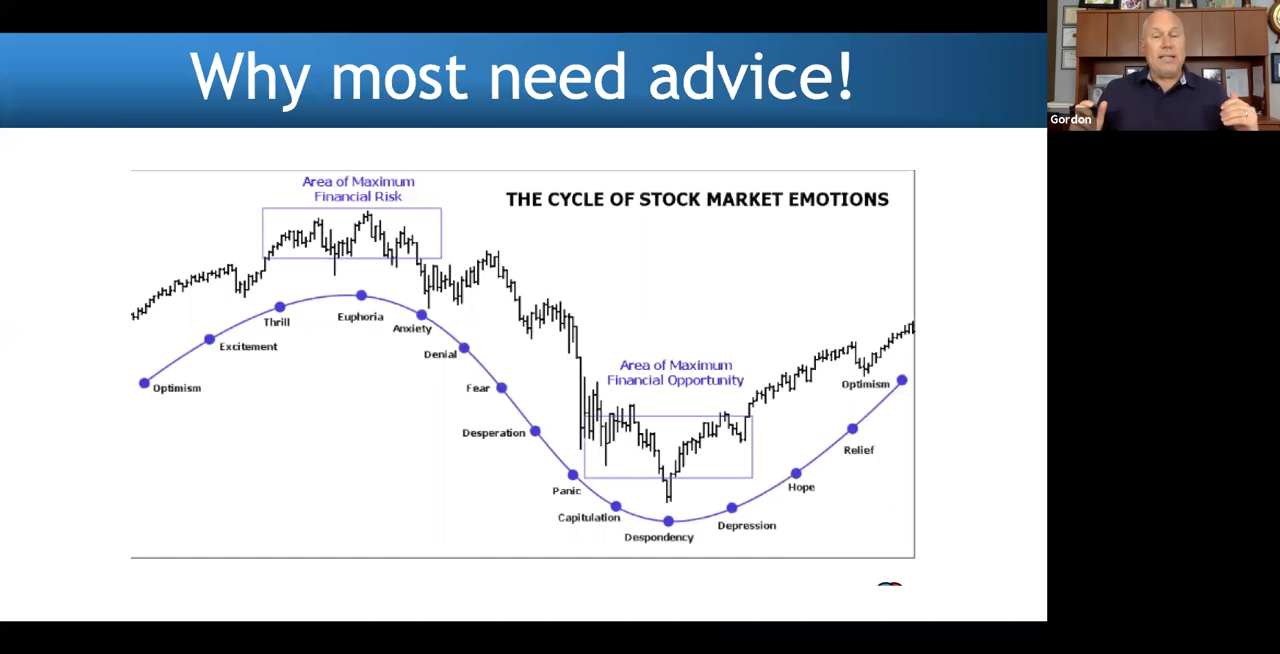 Why most need advice!
Gordon
Area of Maximum
Financial Risk
THE CYCLE OF STOCK MARKET EMOTIONS
Optimism
Excitement
Thrill
Euphoria
Anxiety
Denial
Fear
Desperation
Panic
Capitulation
Despondency
Area of Maximum
Financial Opportunity
Depression
Hope
Relief
Optimism